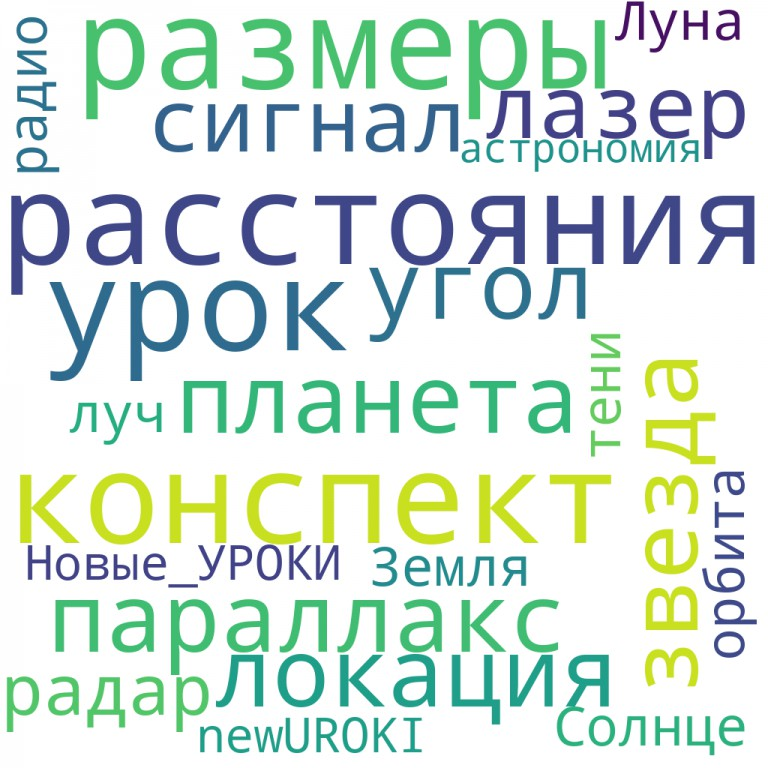 Луна
радио
размеры
сигнал
лазер
астрономия
расстояния
урок
угол
планета
луч
тени
конспект
звезда
орбита
Новые_УРОКИ
Земля
параллакс
локация
радар
newUROKI
Солнце